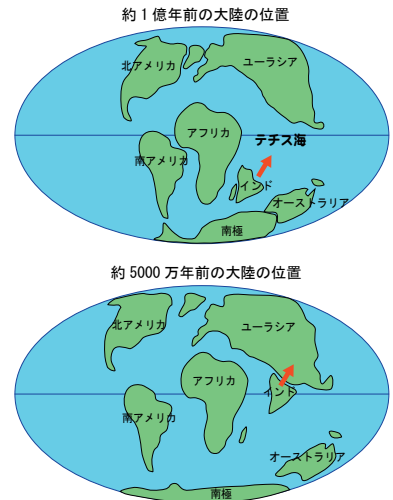 約1億年前の大陸の位置
北アメリカ
ユーラシア
アフリカ
テチス海
南アメリカ
インド
オーストラリア
南極
約5000万年前の大陸の位置
北アメリカ
ユーラシア
アフリカ
インド
南アメリカ
オーストラリア
南極